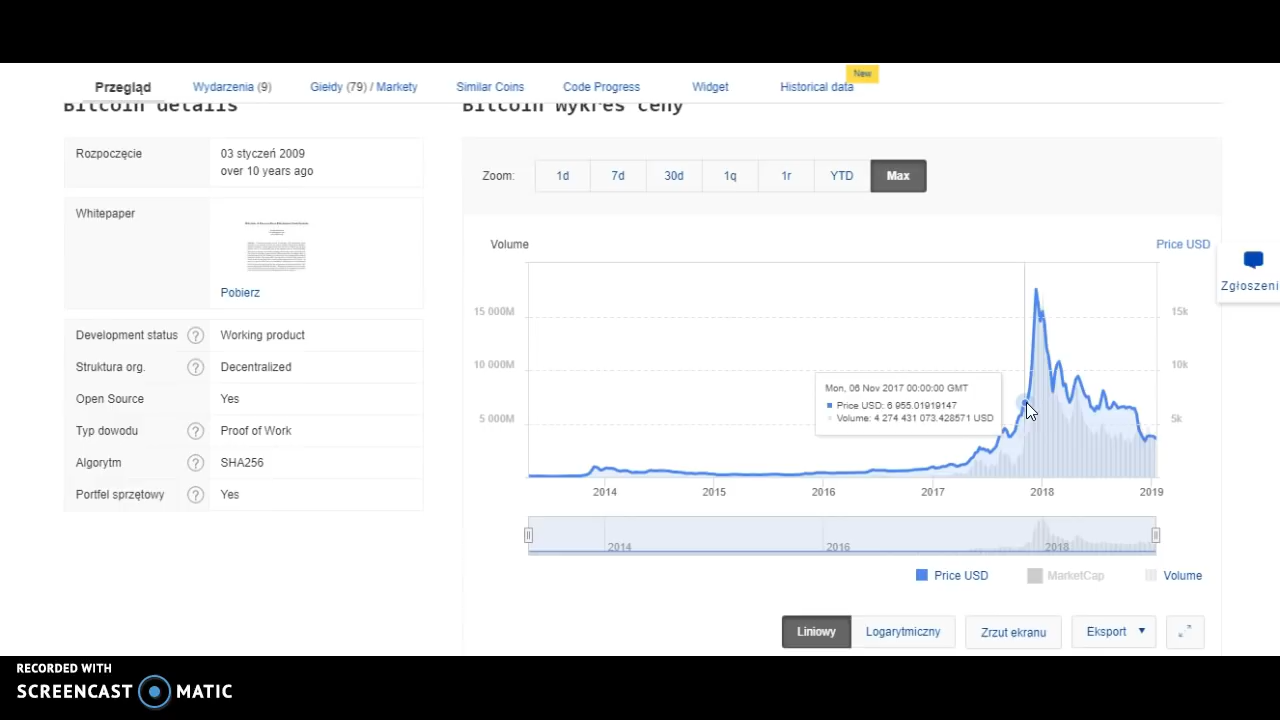 Przegląd
Wydarzenia (9)
Giełdy (79) / Markety
Similar Coins
Code Progress
Widget
Historical data
New
Bitcoin details
Rozpoczęcie
03 styczeń 2009
over 10 years ago
Whitepaper
Pobierz
Development status ?
Working product
Struktura org. ?
Decentralized
Open Source
Yes
Typ dowodu ?
Proof of Work
Algorytm ?
SHA256
Portfel sprzętowy ?
Yes
Bitcoin wykres ceny
Zoom:
1d
7d
30d
1q
1r
YTD
Max
Volume
Price USD
15 000M
10 000M
5 000M
15k
10k
5k
Mon, 06 Nov 2017 00:00:00 GMT
Price USD: 6 955.01919147
Volume: 4 274 431 073.428571 USD
2014
2015
2016
2017
2018
2019
2014
2016
2018
Price USD
MarketCap
Volume
Liniowy
Logarytmiczny
Zrzut ekranu
Eksport
Zgłoszeni
RECORDED WITH
SCREENCAST MATIC